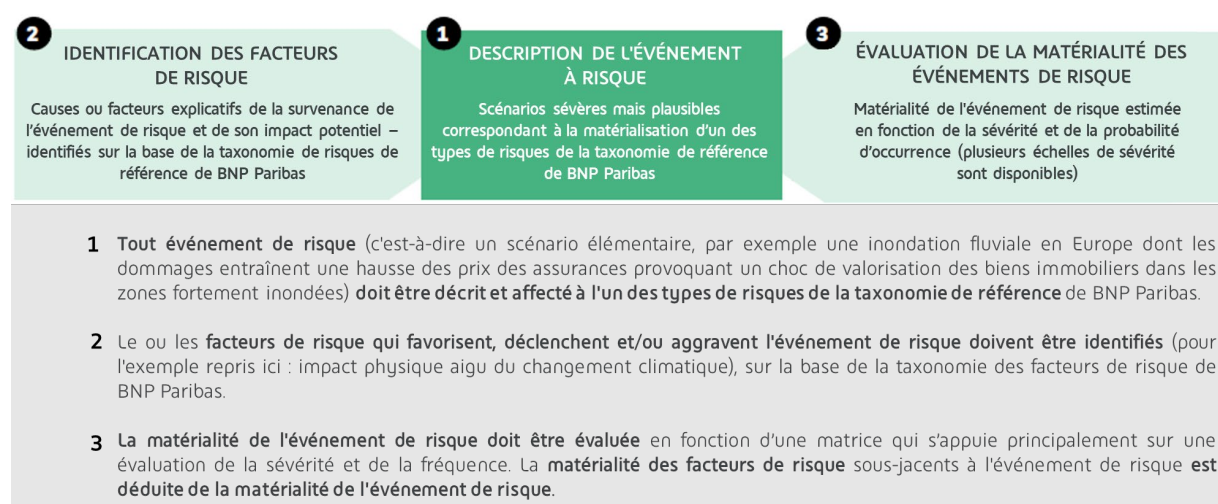 2
IDENTIFICATION DES FACTEURS
DE RISQUE
Causes ou facteurs explicatifs de la survenance de
l'événement de risque et de son impact potentiel –
identifiés sur la base de la taxonomie de risques de
référence de BNP Paribas
1
DESCRIPTION DE L'ÉVÉNEMENT
À RISQUE
Scénarios sévères mais plausibles
correspondant à la matérialisation d'un des
types de risques de la taxonomie de référence
de BNP Paribas
3
ÉVALUATION DE LA MATÉRIALITÉ DES
ÉVÉNEMENTS DE RISQUE
Matérialité de l'événement de risque estimée
en fonction de la sévérité et de la probabilité
d'occurrence (plusieurs échelles de sévérité
sont disponibles)
1 Tout événement de risque (c'est-à-dire un scénario élémentaire, par exemple une inondation fluviale en Europe dont les
dommages entraînent une hausse des prix des assurances provoquant un choc de valorisation des biens immobiliers dans les
zones fortement inondées) doit être décrit et affecté à l'un des types de risques de la taxonomie de référence de BNP Paribas.
2 Le ou les facteurs de risque qui favorisent, déclenchent et/ou aggravent l'événement de risque doivent être identifiés (pour
l'exemple repris ici : impact physique aigu du changement climatique), sur la base de la taxonomie des facteurs de risque de
BNP Paribas.
3 La matérialité de l'événement de risque doit être évaluée en fonction d'une matrice qui s'appuie principalement sur une
évaluation de la sévérité et de la fréquence. La matérialité des facteurs de risque sous-jacents à l'événement de risque est
déduite de la matérialité de l'événement de risque.